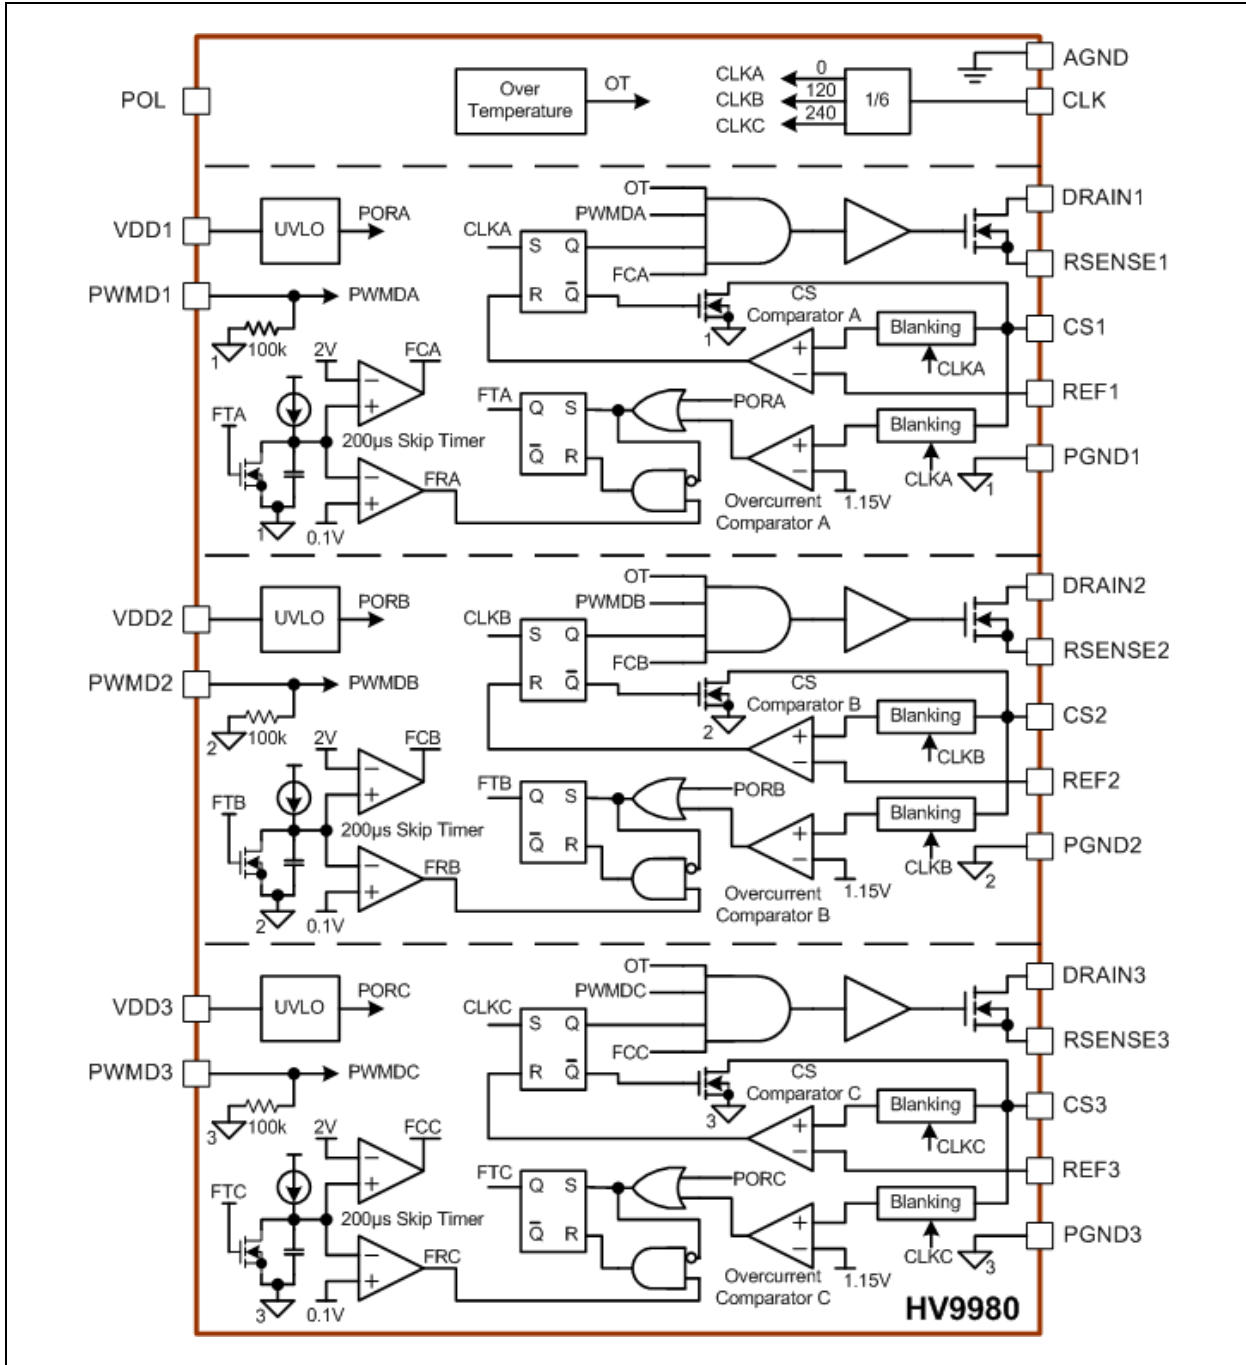 AGND
POL
Over
Temperature
OT
CLKA
0
CLKB
120
CLKC
240
1/6
CLK
VDD1
UVLO
PORA
OT
PWMDA
CLKA
S
Q
FCA
R
Q
DRAIN1
RSENSE1
PWMD1
PWMDA
1
100k
CS
Comparator A
1
Blanking
CLKA
CS1
REF1
2V
FCA
FTA
200µs Skip Timer
FRA
0.1V
1
FTA
Q
S
Q
R
PORA
Blanking
CLKA
1.15V
Overcurrent
Comparator A
1
PGND1
VDD2
UVLO
PORB
OT
PWMDB
CLKB
S
Q
FCB
R
Q
DRAIN2
RSENSE2
PWMD2
PWMDB
2
100k
CS
Comparator B
2
Blanking
CLKB
CS2
REF2
2V
FCB
FTB
200µs Skip Timer
FRB
0.1V
2
FTB
Q
S
Q
R
PORB
Blanking
CLKB
1.15V
Overcurrent
Comparator B
2
PGND2
VDD3
UVLO
PORC
OT
PWMDC
CLKC
S
Q
FCC
R
Q
DRAIN3
RSENSE3
PWMD3
PWMDC
3
100k
CS
Comparator C
3
Blanking
CLKC
CS3
REF3
2V
FCC
FTC
200µs Skip Timer
FRC
0.1V
3
FTC
Q
S
Q
R
PORC
Blanking
CLKC
1.15V
Overcurrent
Comparator C
3
PGND3
HV9980